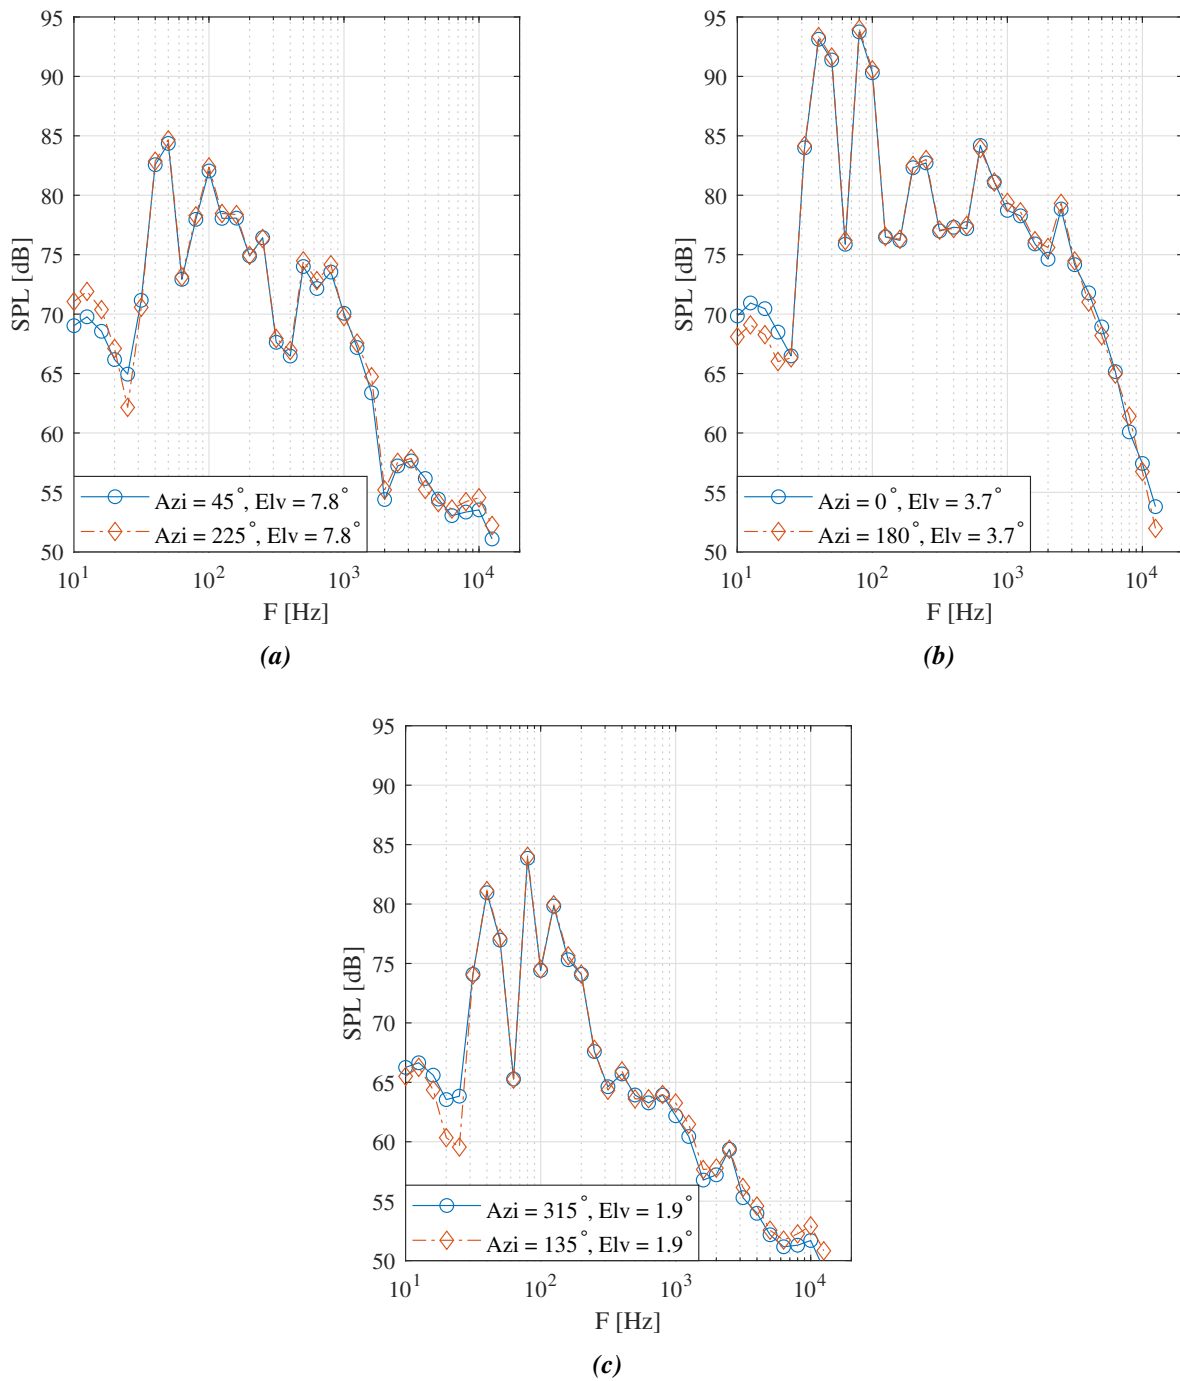 95
90
85
80
75
70
65
60
55
50
SPL [dB]
Azi = 45°, Elv = 7.8°
Azi = 225°, Elv = 7.8°
10^1 10^2 10^3 10^4
F [Hz]
(a)
95
90
85
80
75
70
65
60
55
50
SPL [dB]
Azi = 0°, Elv = 3.7°
Azi = 180°, Elv = 3.7°
10^1 10^2 10^3 10^4
F [Hz]
(b)
95
90
85
80
75
70
65
60
55
50
SPL [dB]
Azi = 315°, Elv = 1.9°
Azi = 135°, Elv = 1.9°
10^1 10^2 10^3 10^4
F [Hz]
(c)